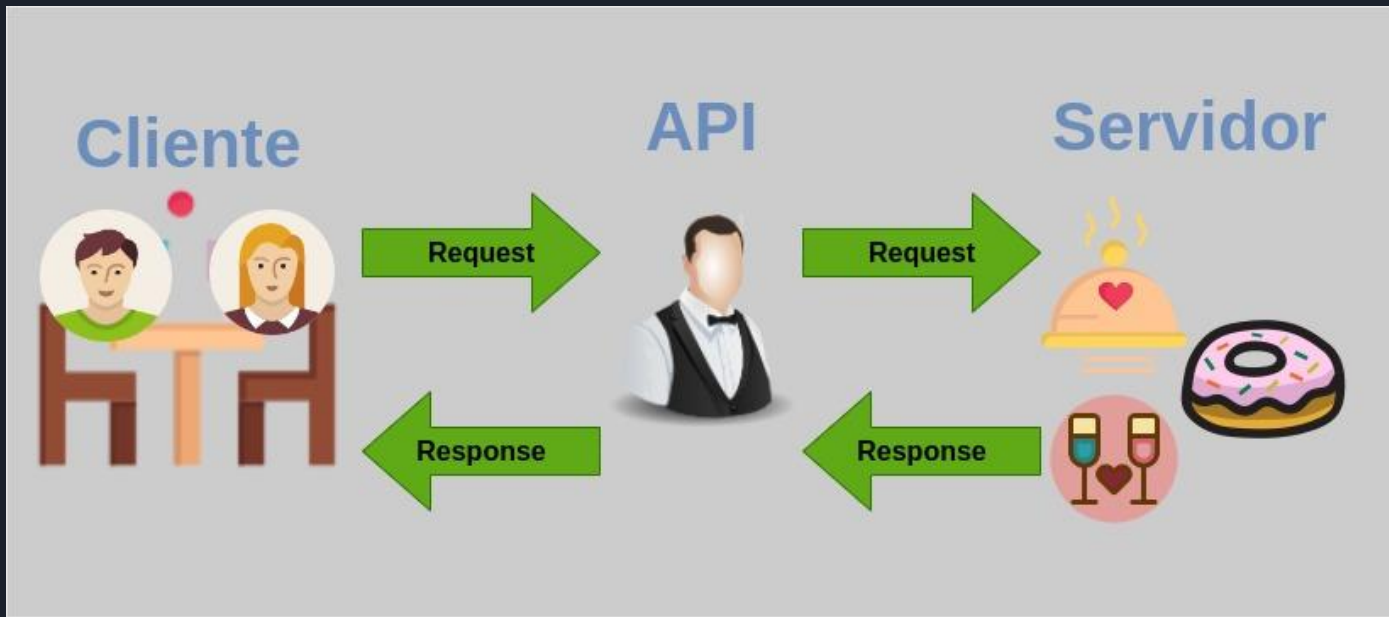 Cliente
API
Servidor
Request
Request
Response
Response